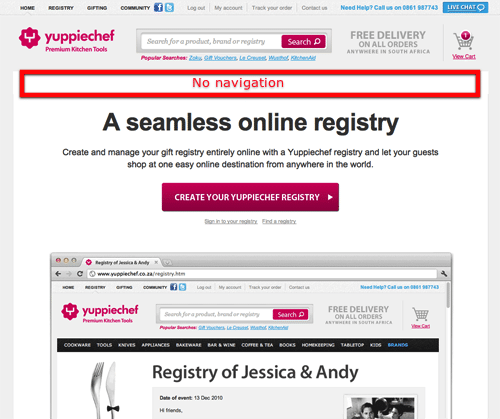 HOME REGISTRY GIFTING COMMUNITY Log out My account Track your order Contact us Need Help? Call us on 0861 987743 LIVE CHAT
yuppiechef
Premium Kitchen Tools
Search for a product, brand or registry Search
Popular Searches: Zoku, Gift Vouchers, Le Creuset, Wusthof, KitchenAid
FREE DELIVERY
ON ALL ORDERS
ANYWHERE IN SOUTH AFRICA
1
View Cart
No navigation
A seamless online registry
Create and manage your gift registry entirely online with a Yuppiechef registry and let your guests
shop at one easy online destination from anywhere in the world.
CREATE YOUR YUPPIECHEF REGISTRY
Sign in to your registry Find a registry
Registry of Jessica & Andy
www.yuppiechef.co.za/registry.htm
HOME REGISTRY GIFTING COMMUNITY Log out My account Track your order Contact us Need Help? Call us on 0861 987743
yuppiechef
Premium Kitchen Tools
Search for a product, brand or registry Search
Popular Searches: Gift Vouchers, Le Creuset, Wusthof, KitchenAid
FREE DELIVERY
ON ALL ORDERS
ANYWHERE IN SOUTH AFRICA
View Cart
COOKWARE TOOLS KNIVES APPLIANCES BAKEWARE BAR & WINE COFFEE & TEA BOOKS HOMEKEEPING TABLETOP KIDS BRANDS
Registry of Jessica & Andy
Date of event: 13 Dec 2010
Hi friends,